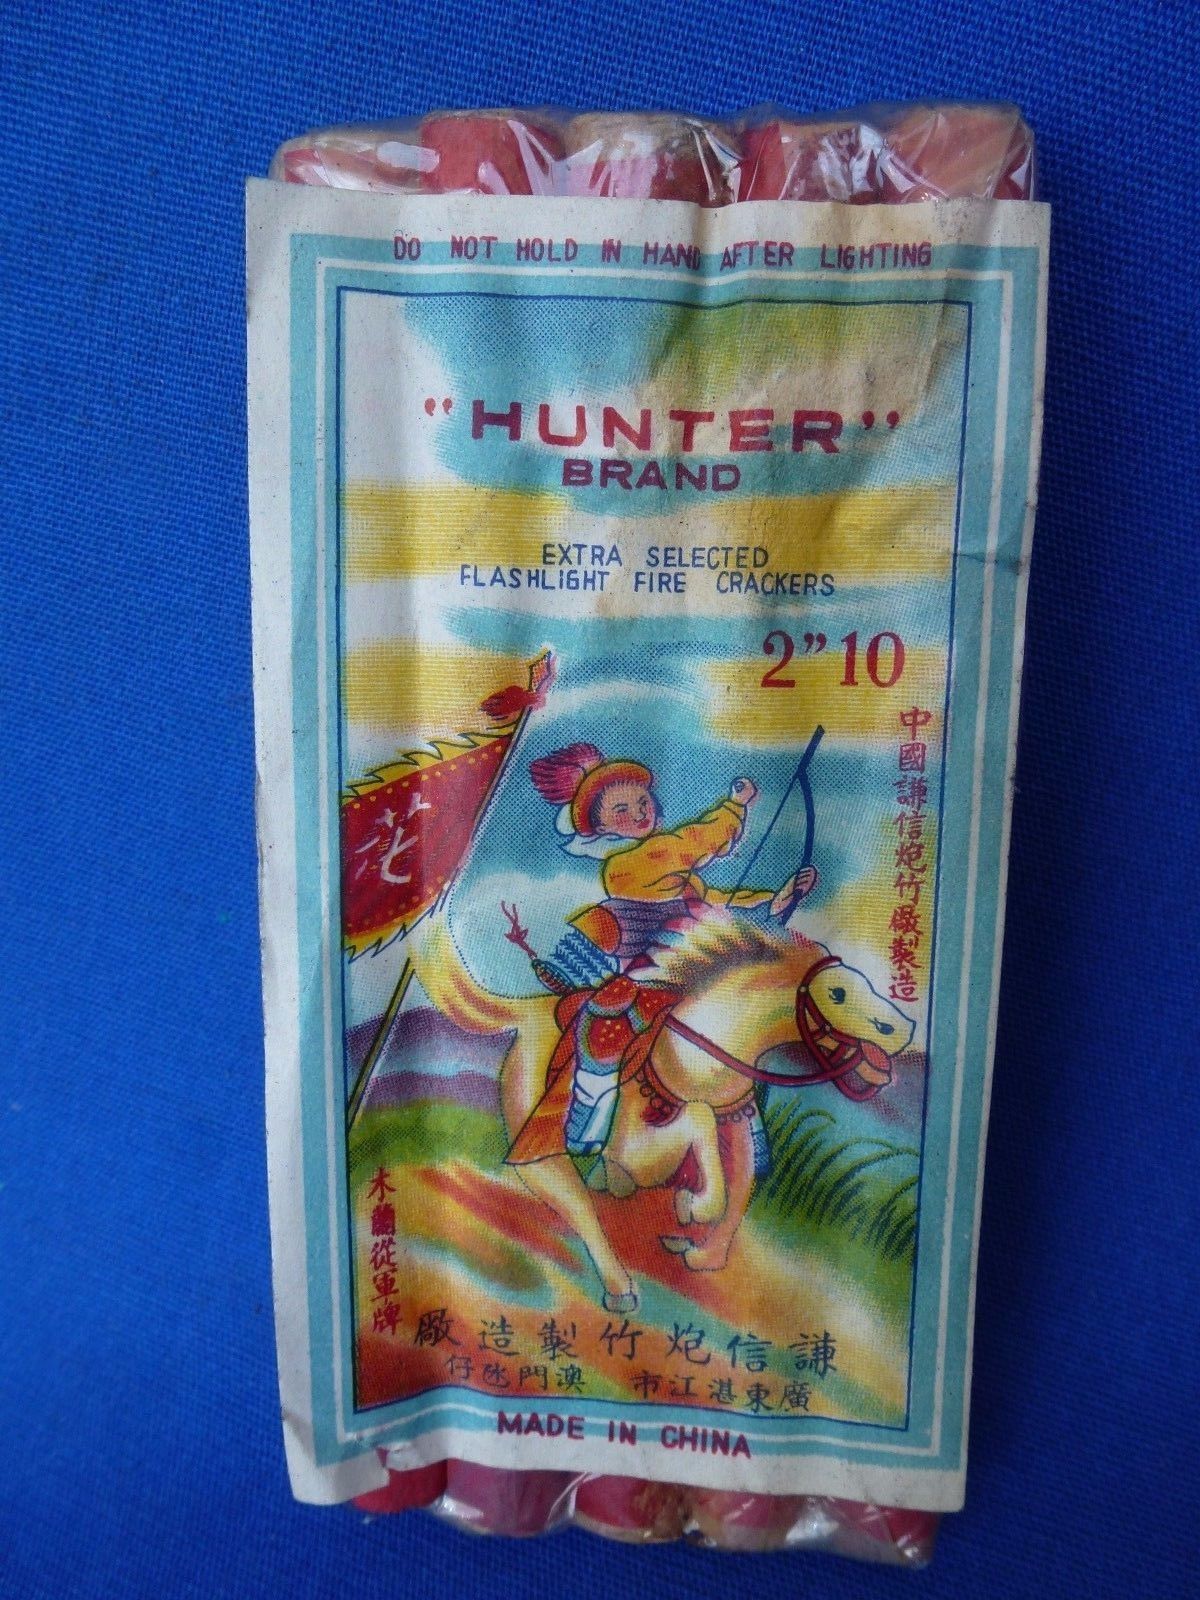 DO NOT HOLD IN HAND AFTER LIGHTING
"HUNTER"
BRAND
EXTRA SELECTED
FLASHLIGHT FIRE CRACKERS
2" 10
中國謙信炮竹廠製造
花
木蘭從軍牌
廠造製竹炮信謙
仔氹門澳 市江湛東廣
MADE IN CHINA